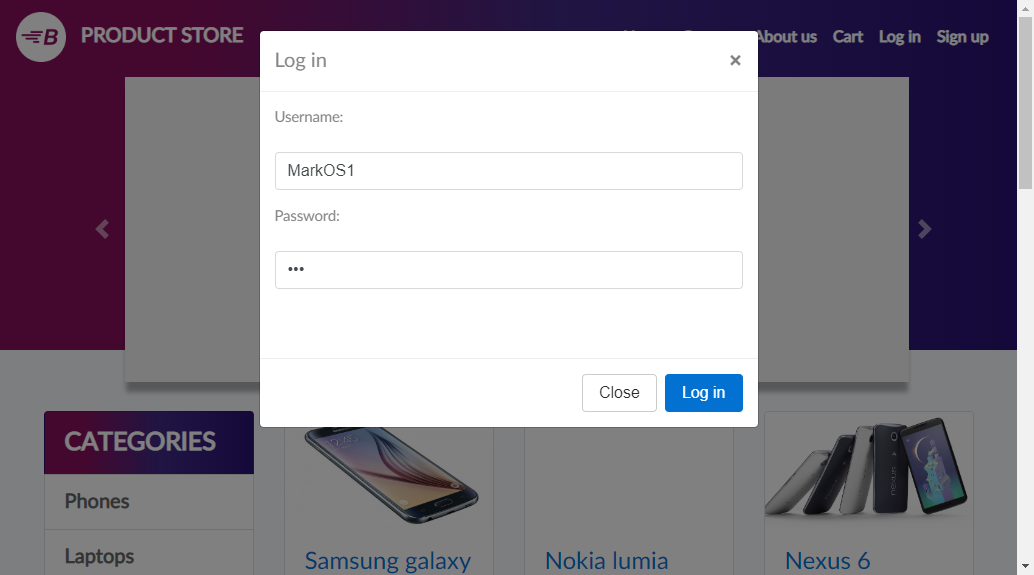 B PRODUCT STORE
About us Cart Log in Sign up
Log in
×
Username:
MarkOS1
Password:
•••
Close Log in
CATEGORIES
Phones
Laptops
Samsung galaxy
Nokia lumia
Nexus 6
nexus